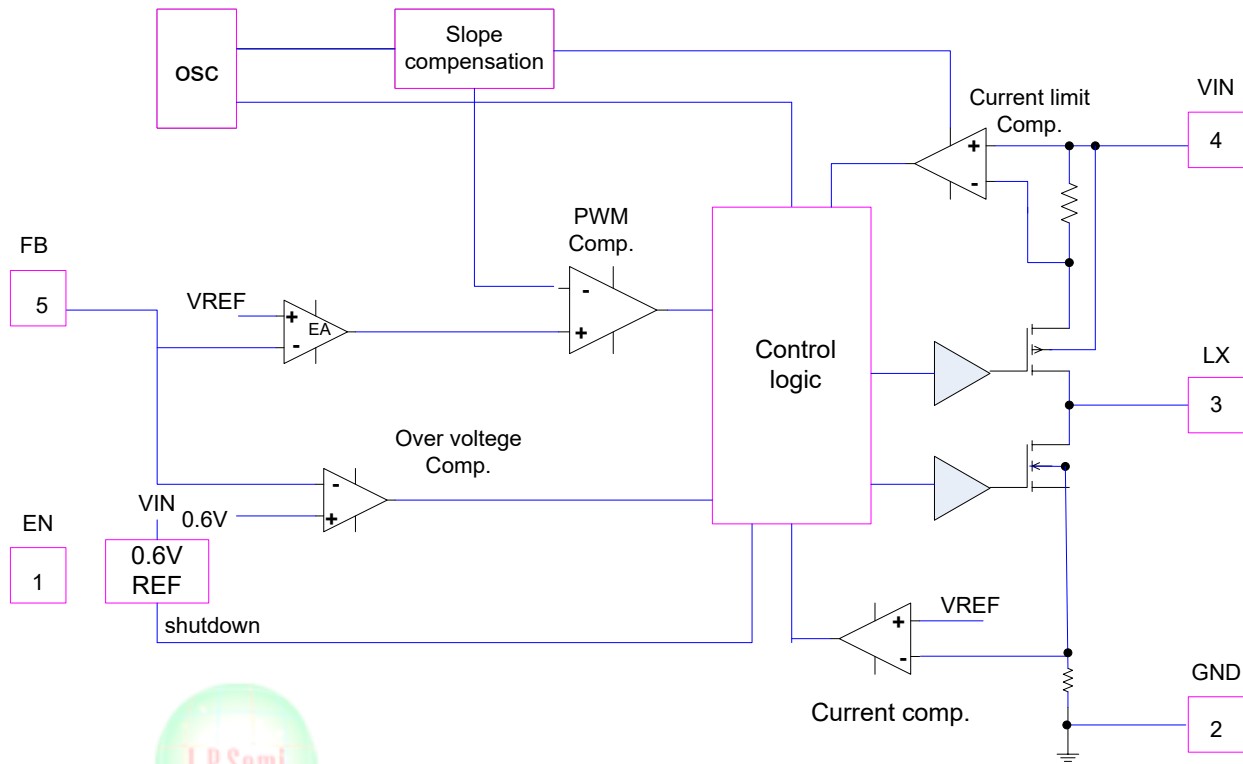 OSC
Slope
compensation
Current limit
Comp.
VIN
4
+
-
PWM
Comp.
-
+
FB
5
VREF
+
-
EA
Control
logic
LX
3
Over voltege
Comp.
-
+
VIN
0.6V
EN
1
0.6V
REF
shutdown
VREF
+
-
Current comp.
GND
2